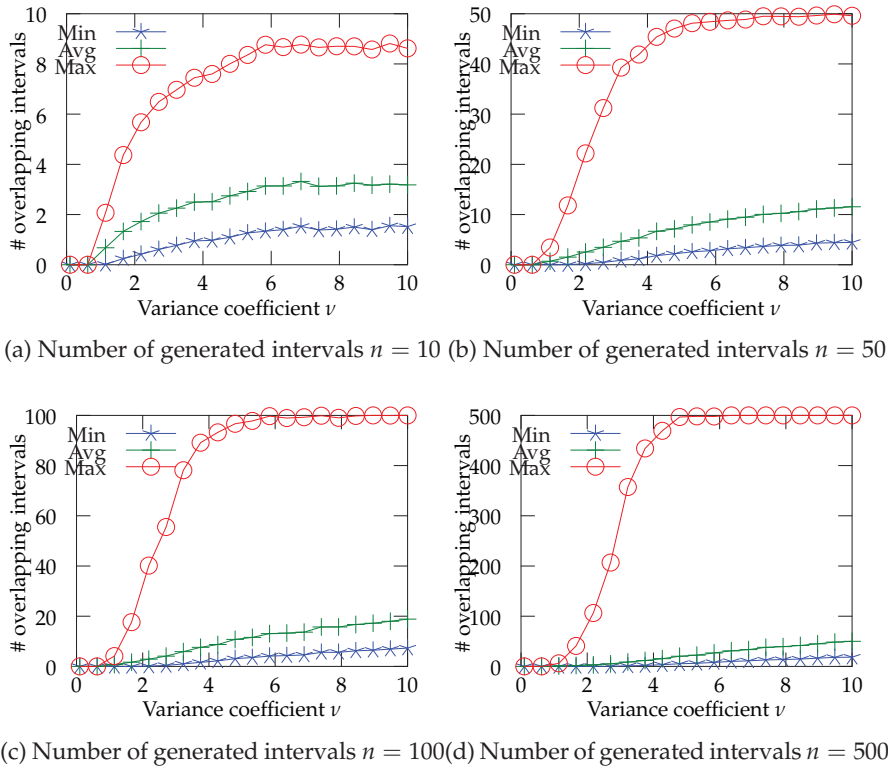 10
8
6
4
2
0
# overlapping intervals
Min
Avg
Max
0 2 4 6 8 10
Variance coefficient ν
50
40
30
20
10
0
# overlapping intervals
Min
Avg
Max
0 2 4 6 8 10
Variance coefficient ν
(a) Number of generated intervals n = 10 (b) Number of generated intervals n = 50
100
80
60
40
20
0
# overlapping intervals
Min
Avg
Max
0 2 4 6 8 10
Variance coefficient ν
500
400
300
200
100
0
# overlapping intervals
Min
Avg
Max
0 2 4 6 8 10
Variance coefficient ν
(c) Number of generated intervals n = 100(d) Number of generated intervals n = 500